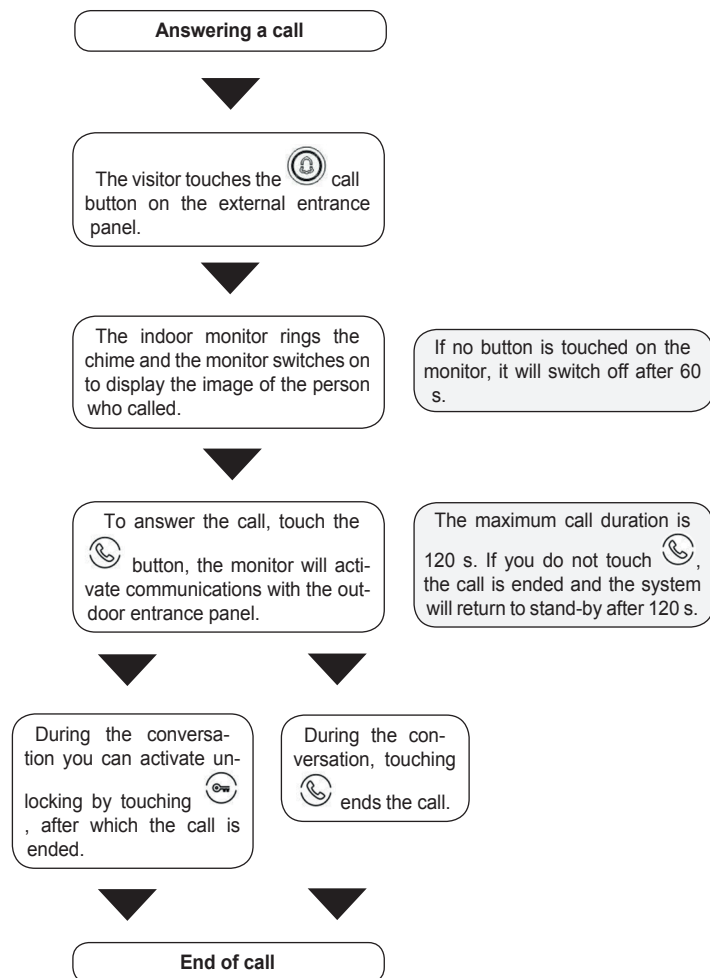 Answering a call
The visitor touches the call
button on the external entrance
panel.
The indoor monitor rings the
chime and the monitor switches on
to display the image of the person
who called.
If no button is touched on the
monitor, it will switch off after 60
s.
To answer the call, touch the
button, the monitor will acti-
vate communications with the out-
door entrance panel.
The maximum call duration is
120 s. If you do not touch ,
the call is ended and the system
will return to stand-by after 120 s.
During the conversa-
tion you can activate un-
locking by touching
, after which the call is
ended.
During the con-
versation, touching
ends the call.
End of call